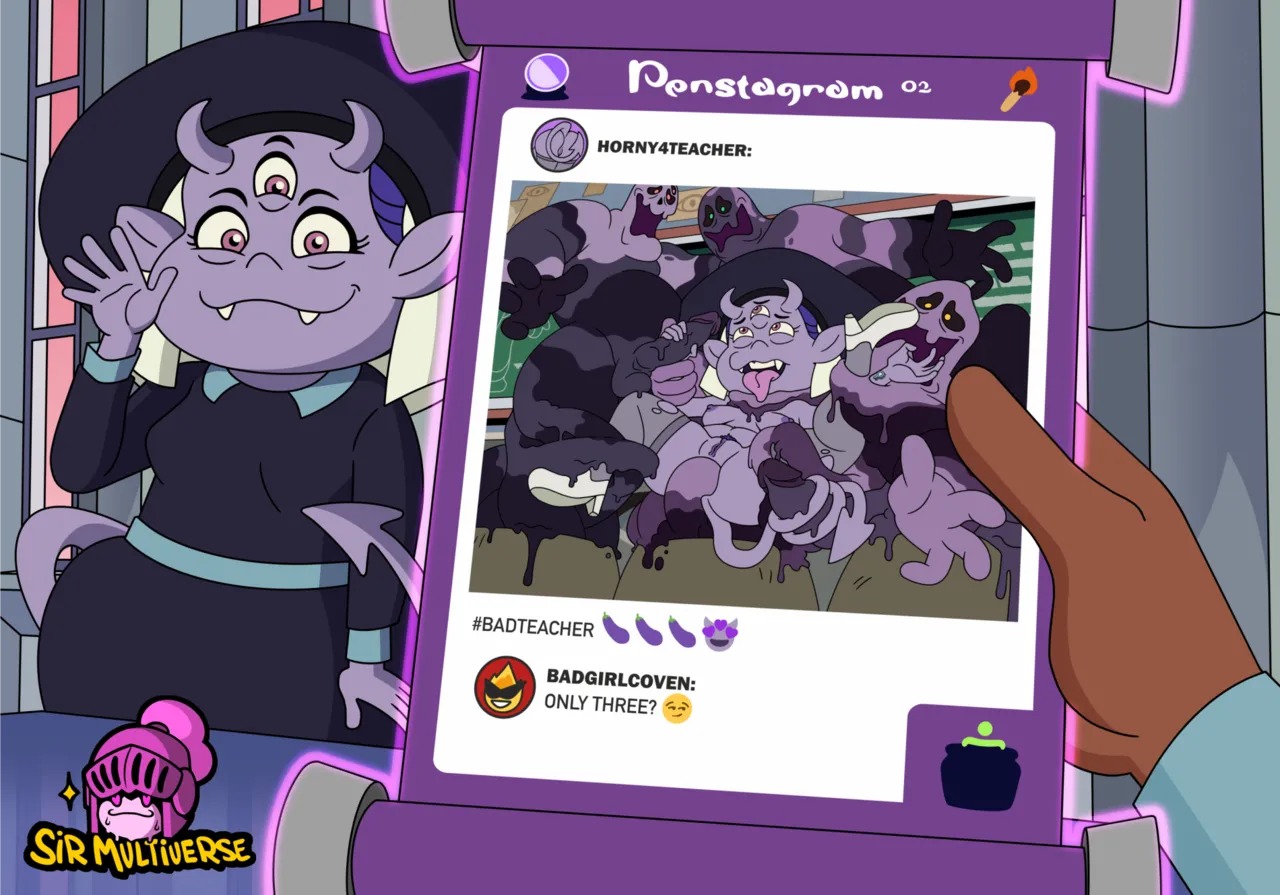 Penstagram 02
HORNY4TEACHER:
#BADTEACHER 🍆🍆🍆😍
BADGIRLCOVEN:
ONLY THREE? 😏
SIR MULTIVERSE